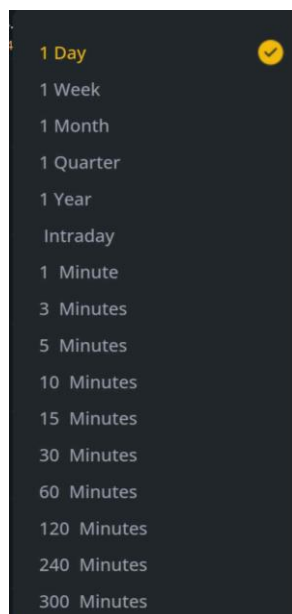 1 Day
1 Week
1 Month
1 Quarter
1 Year
Intraday
1 Minute
3 Minutes
5 Minutes
10 Minutes
15 Minutes
30 Minutes
60 Minutes
120 Minutes
240 Minutes
300 Minutes